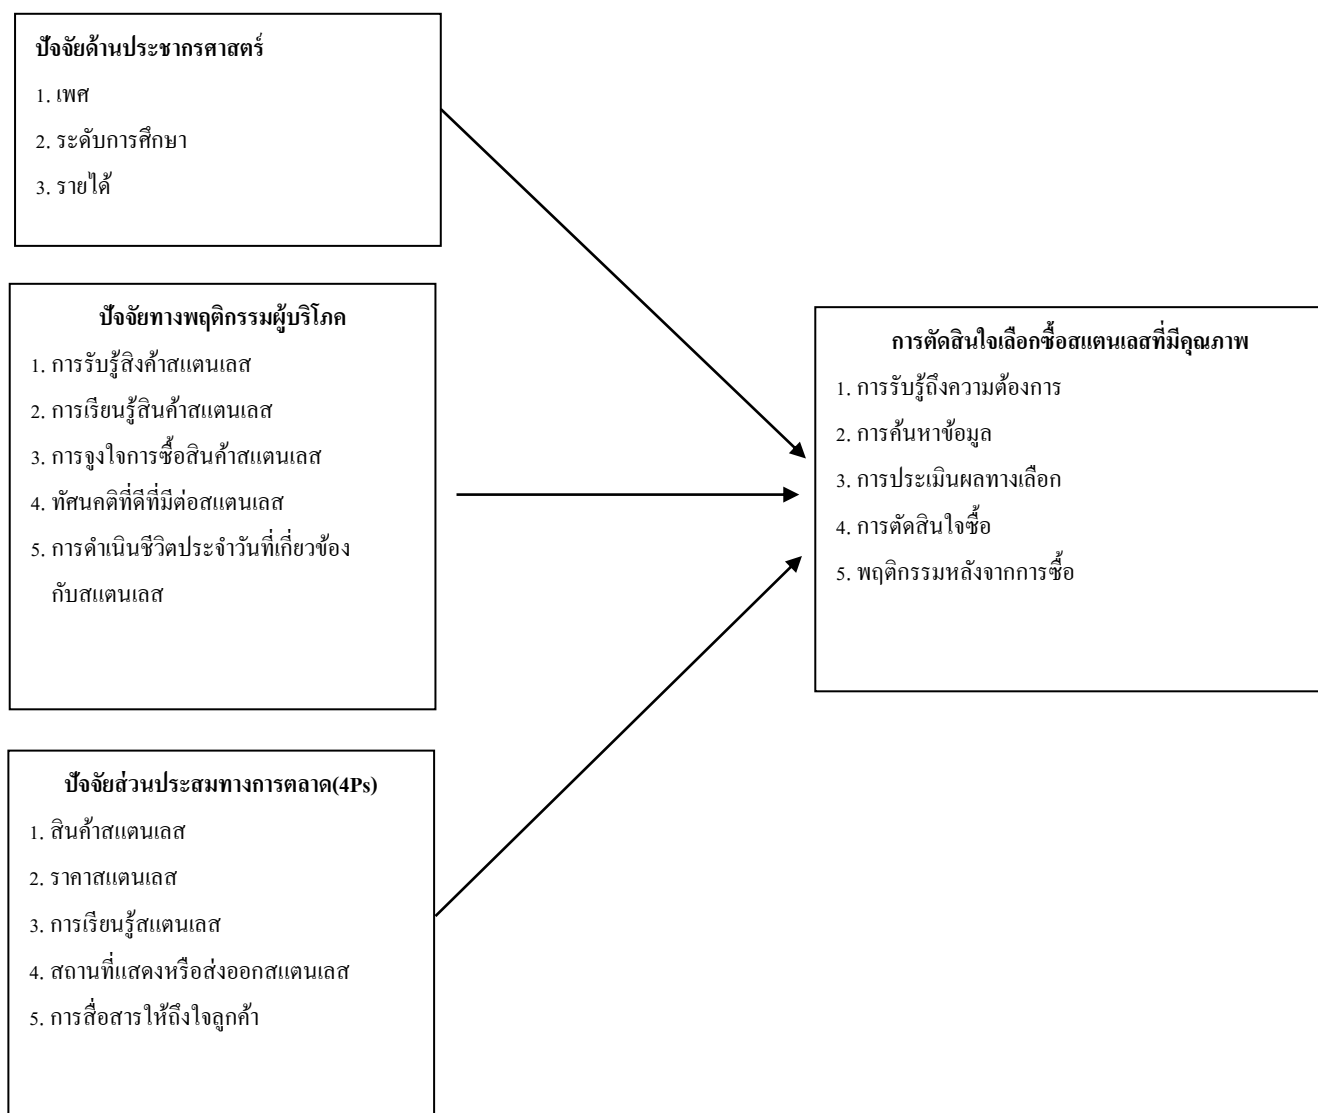 ปัจจัยด้านประชากรศาสตร์
1. เพศ
2. ระดับการศึกษา
3. รายได้
ปัจจัยทางพฤติกรรมผู้บริโภค
1. การรับรู้สิงค้าสแตนเลส
2. การเรียนรู้สินค้าสแตนเลส
3. การจูงใจการซื้อสินค้าสแตนเลส
4. ทัศนคติที่ดีที่มีต่อสแตนเลส
5. การดำเนินชีวิตประจำวันที่เกี่ยวข้อง
กับสแตนเลส
ปัจจัยส่วนประสมทางการตลาด(4Ps)
1. สินค้าสแตนเลส
2. ราคาสแตนเลส
3. การเรียนรู้สแตนเลส
4. สถานที่แสดงหรือส่งออกสแตนเลส
5. การสื่อสารให้ถึงใจลูกค้า
การตัดสินใจเลือกซื้อสแตนเลสที่มีคุณภาพ
1. การรับรู้ถึงความต้องการ
2. การค้นหาข้อมูล
3. การประเมินผลทางเลือก
4. การตัดสินใจซื้อ
5. พฤติกรรมหลังจากการซื้อ